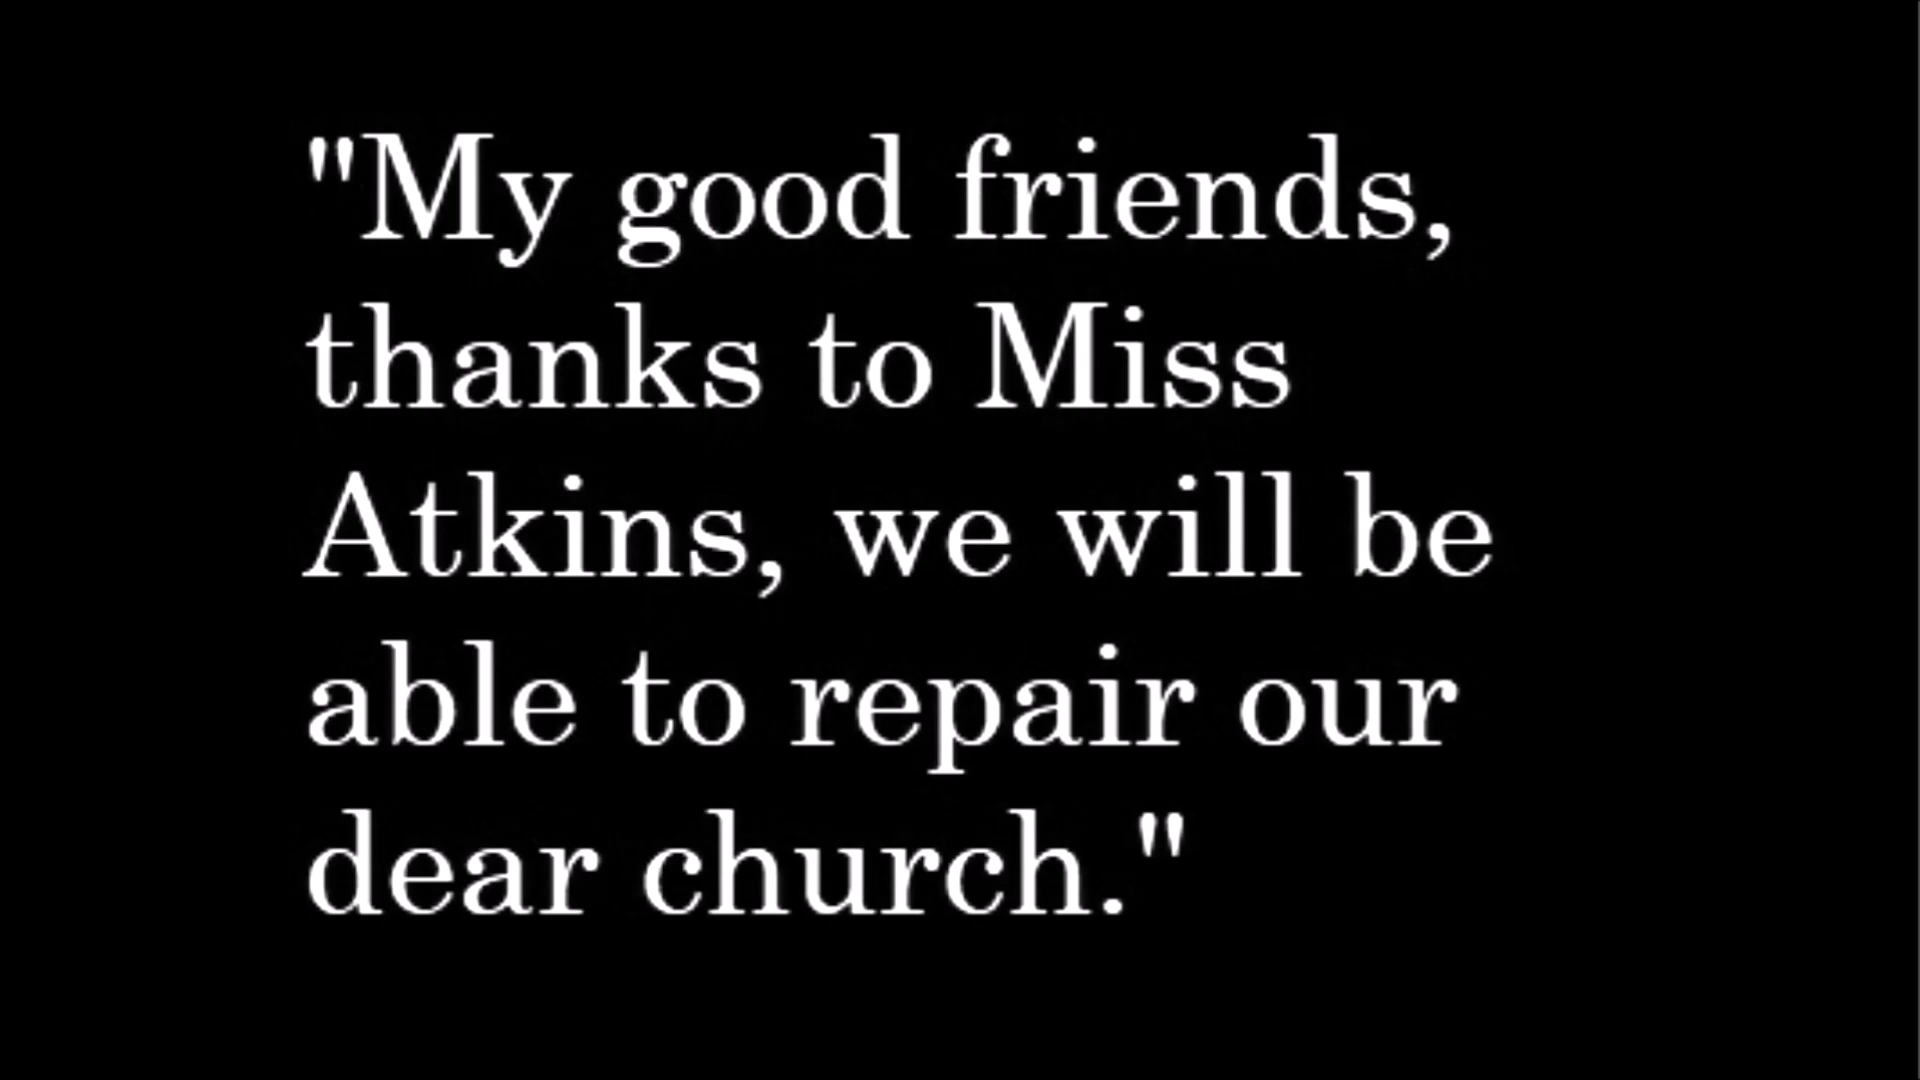 "My good friends,
thanks to Miss
Atkins, we will be
able to repair our
dear church."